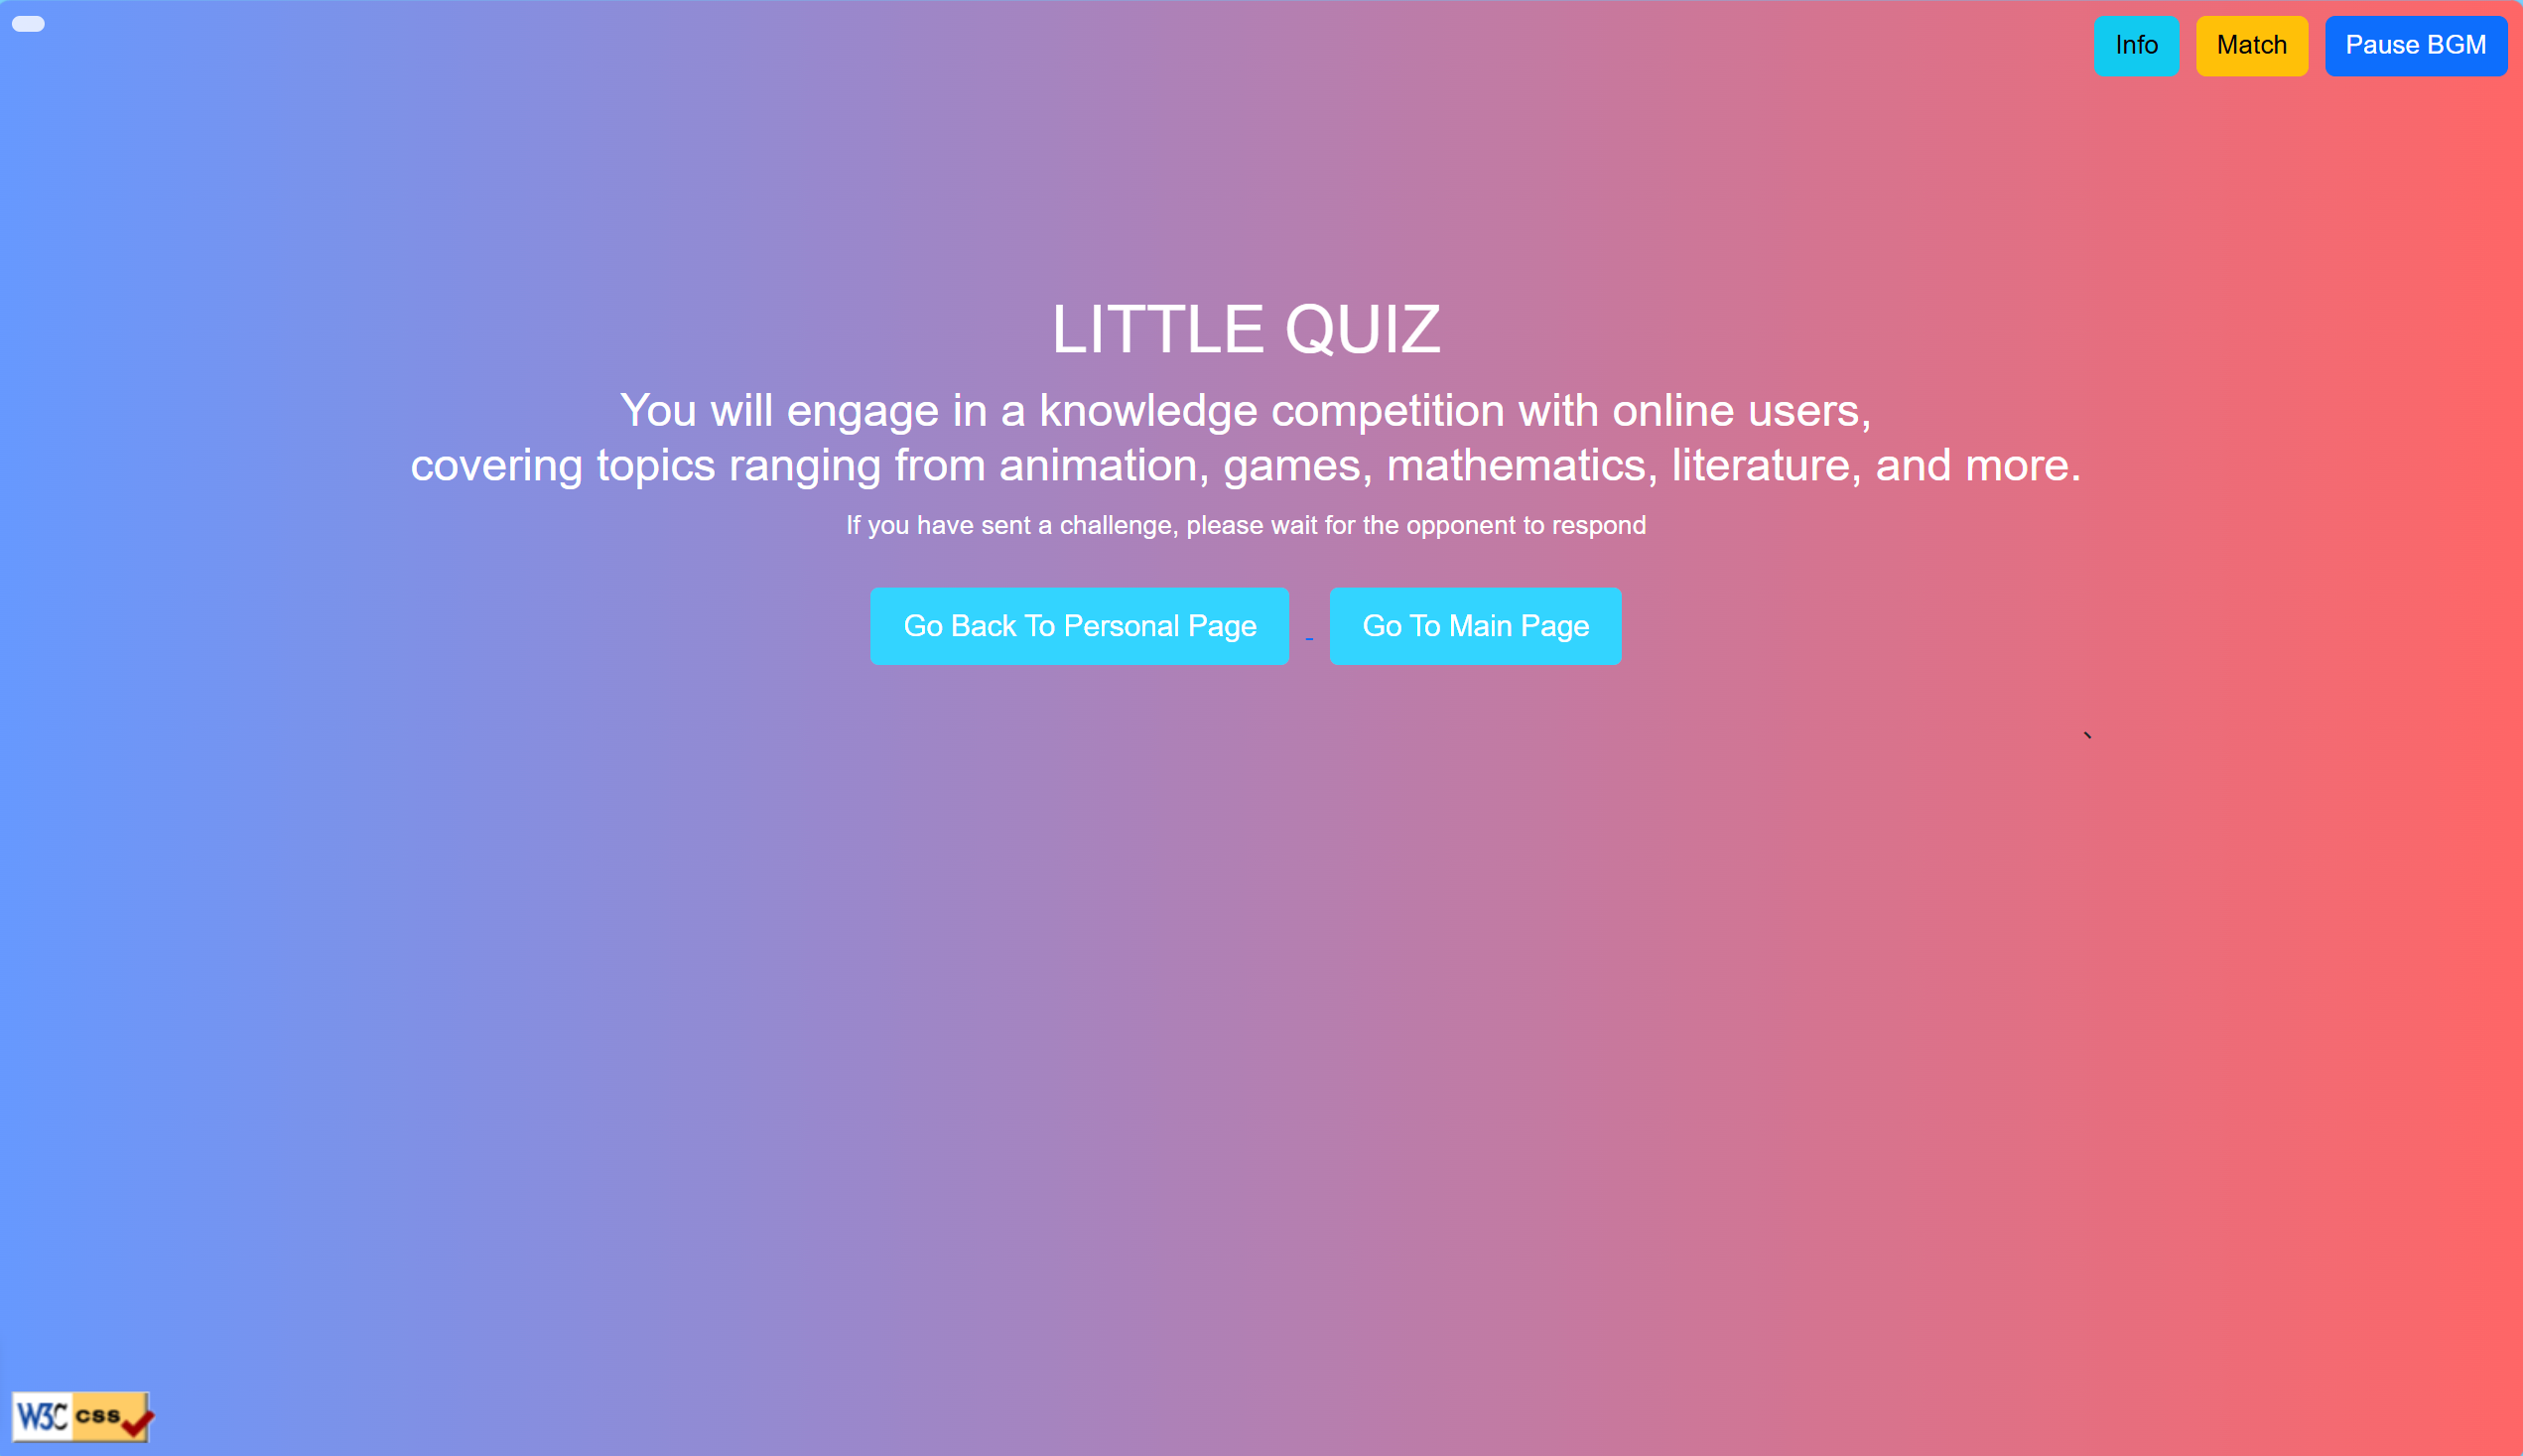 Info
Match
Pause BGM
LITTLE QUIZ
You will engage in a knowledge competition with online users,
covering topics ranging from animation, games, mathematics, literature, and more.
If you have sent a challenge, please wait for the opponent to respond
Go Back To Personal Page
Go To Main Page
、
W3C css